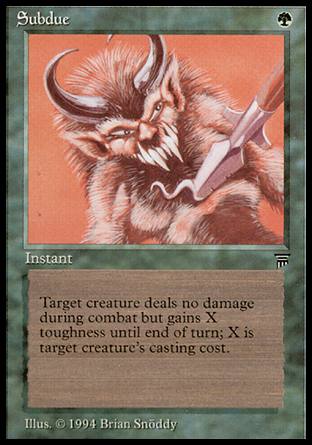 Subdue
Instant
Target creature deals no damage
during combat but gains X
toughness until end of turn; X is
target creature's casting cost.
Illus. © 1994 Brian Snōddy